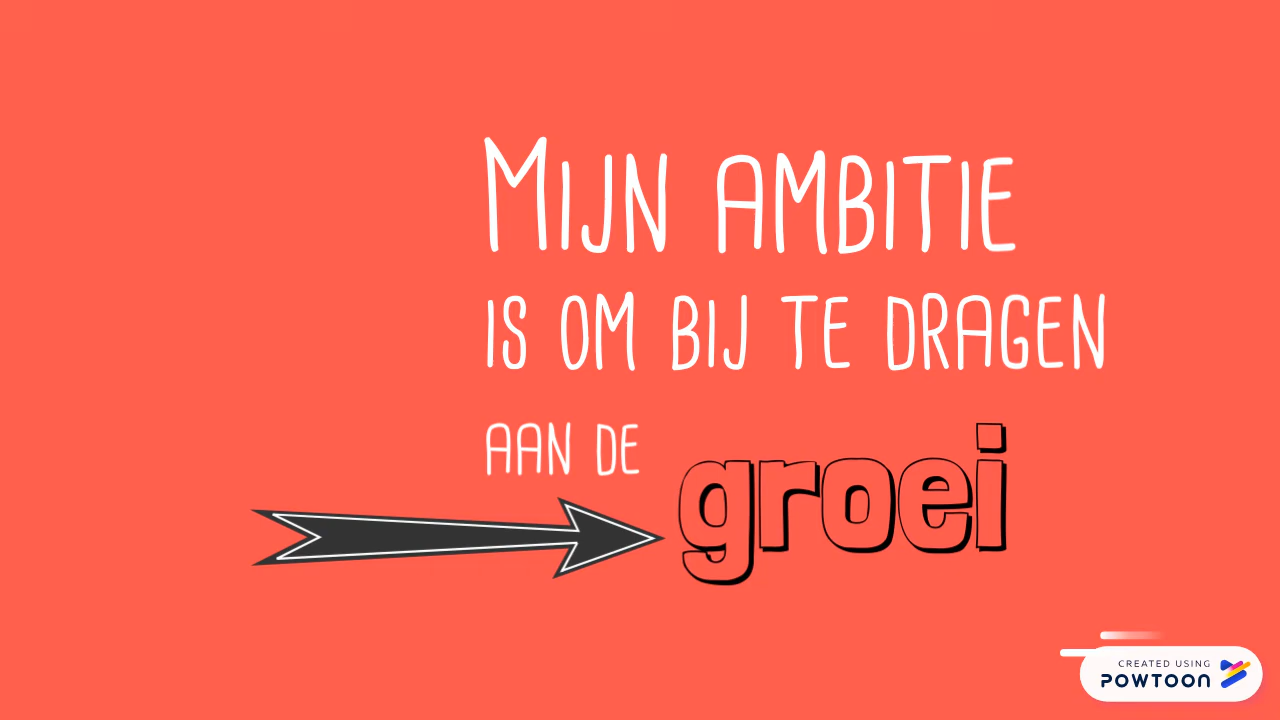 Mijn ambitie
is om bij te dragen
aan de groei
CREATED USING
POWTOON